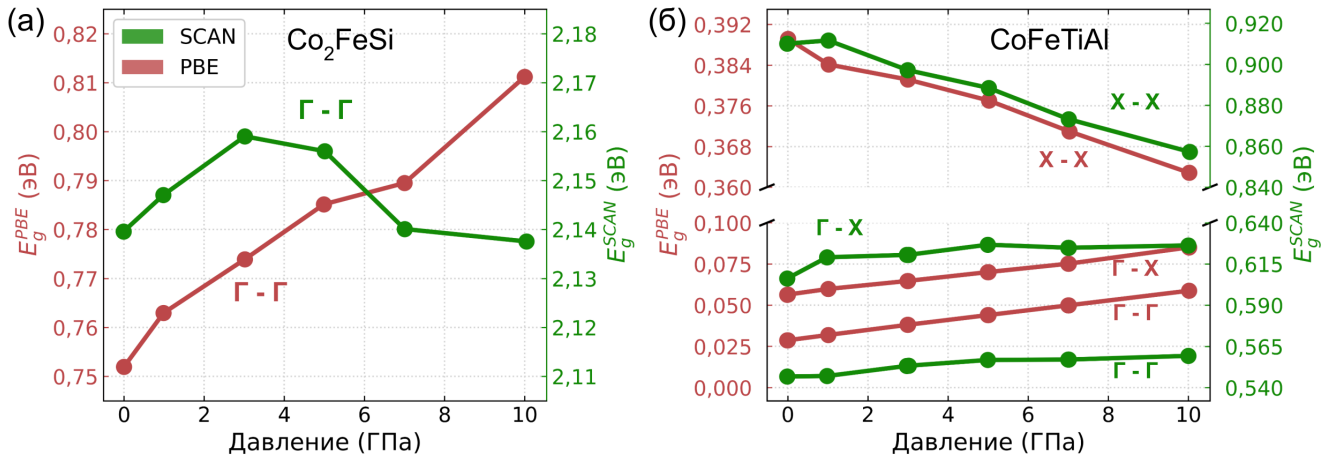 (а)
SCAN
PBE
Co2FeSi
Γ - Γ
Γ - Γ
0,82
0,81
0,80
0,79
0,78
0,77
0,76
0,75
E_g^PBE (эВ)
2,18
2,17
2,16
2,15
2,14
2,13
2,12
2,11
E_g^SCAN (эВ)
0 2 4 6 8 10
Давление (ГПа)
(б)
CoFeTiAl
X - X
X - X
Γ - X
Γ - X
Γ - Γ
Γ - Γ
0,392
0,384
0,376
0,368
0,360
0,100
0,075
0,050
0,025
0,000
E_g^PBE (эВ)
0,920
0,900
0,880
0,860
0,840
0,640
0,615
0,590
0,565
0,540
E_g^SCAN (эВ)
0 2 4 6 8 10
Давление (ГПа)